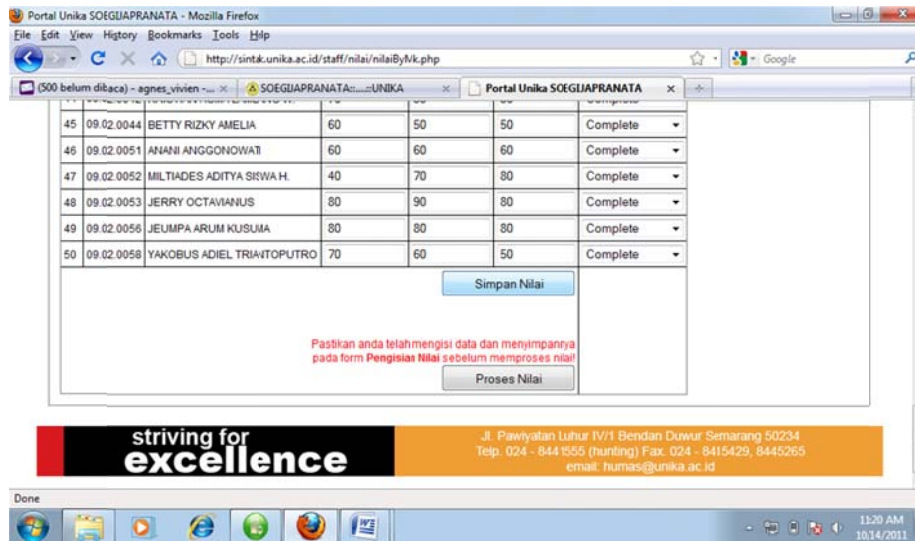 Portal Unika SOEGIJAPRANATA - Mozilla Firefox
File Edit View History Bookmarks Tools Help
http://sintak.unika.ac.id/staff/nilai/nilaiByMk.php
Google
(500 belum dibaca) - agnes_vivien -...
SOEGIJAPRANATA::....::UNIKA
Portal Unika SOEGIJAPRANATA
45 09.02.0044 BETTY RIZKY AMELIA 60 50 50 Complete
46 09.02.0051 ANANI ANGGONOWATI 60 60 60 Complete
47 09.02.0052 MILTIADES ADITYA SISWA H. 40 70 80 Complete
48 09.02.0053 JERRY OCTAVIANUS 80 90 80 Complete
49 09.02.0056 JEUMPA ARUM KUSUMA 80 80 80 Complete
50 09.02.0058 YAKOBUS ADIEL TRIANTOPUTRO 70 60 50 Complete
Simpan Nilai
Pastikan anda telah mengisi data dan menyimpannya
pada form Pengisian Nilai sebelum memproses nilai!
Proses Nilai
striving for
excellence
Jl. Pawiyatan Luhur IV/1 Bendan Duwur Semarang 50234
Telp. 024 - 8441555 (hunting) Fax. 024 - 8415429, 8445265
email: humas@unika.ac.id
Done
11:20 AM
10/14/2011